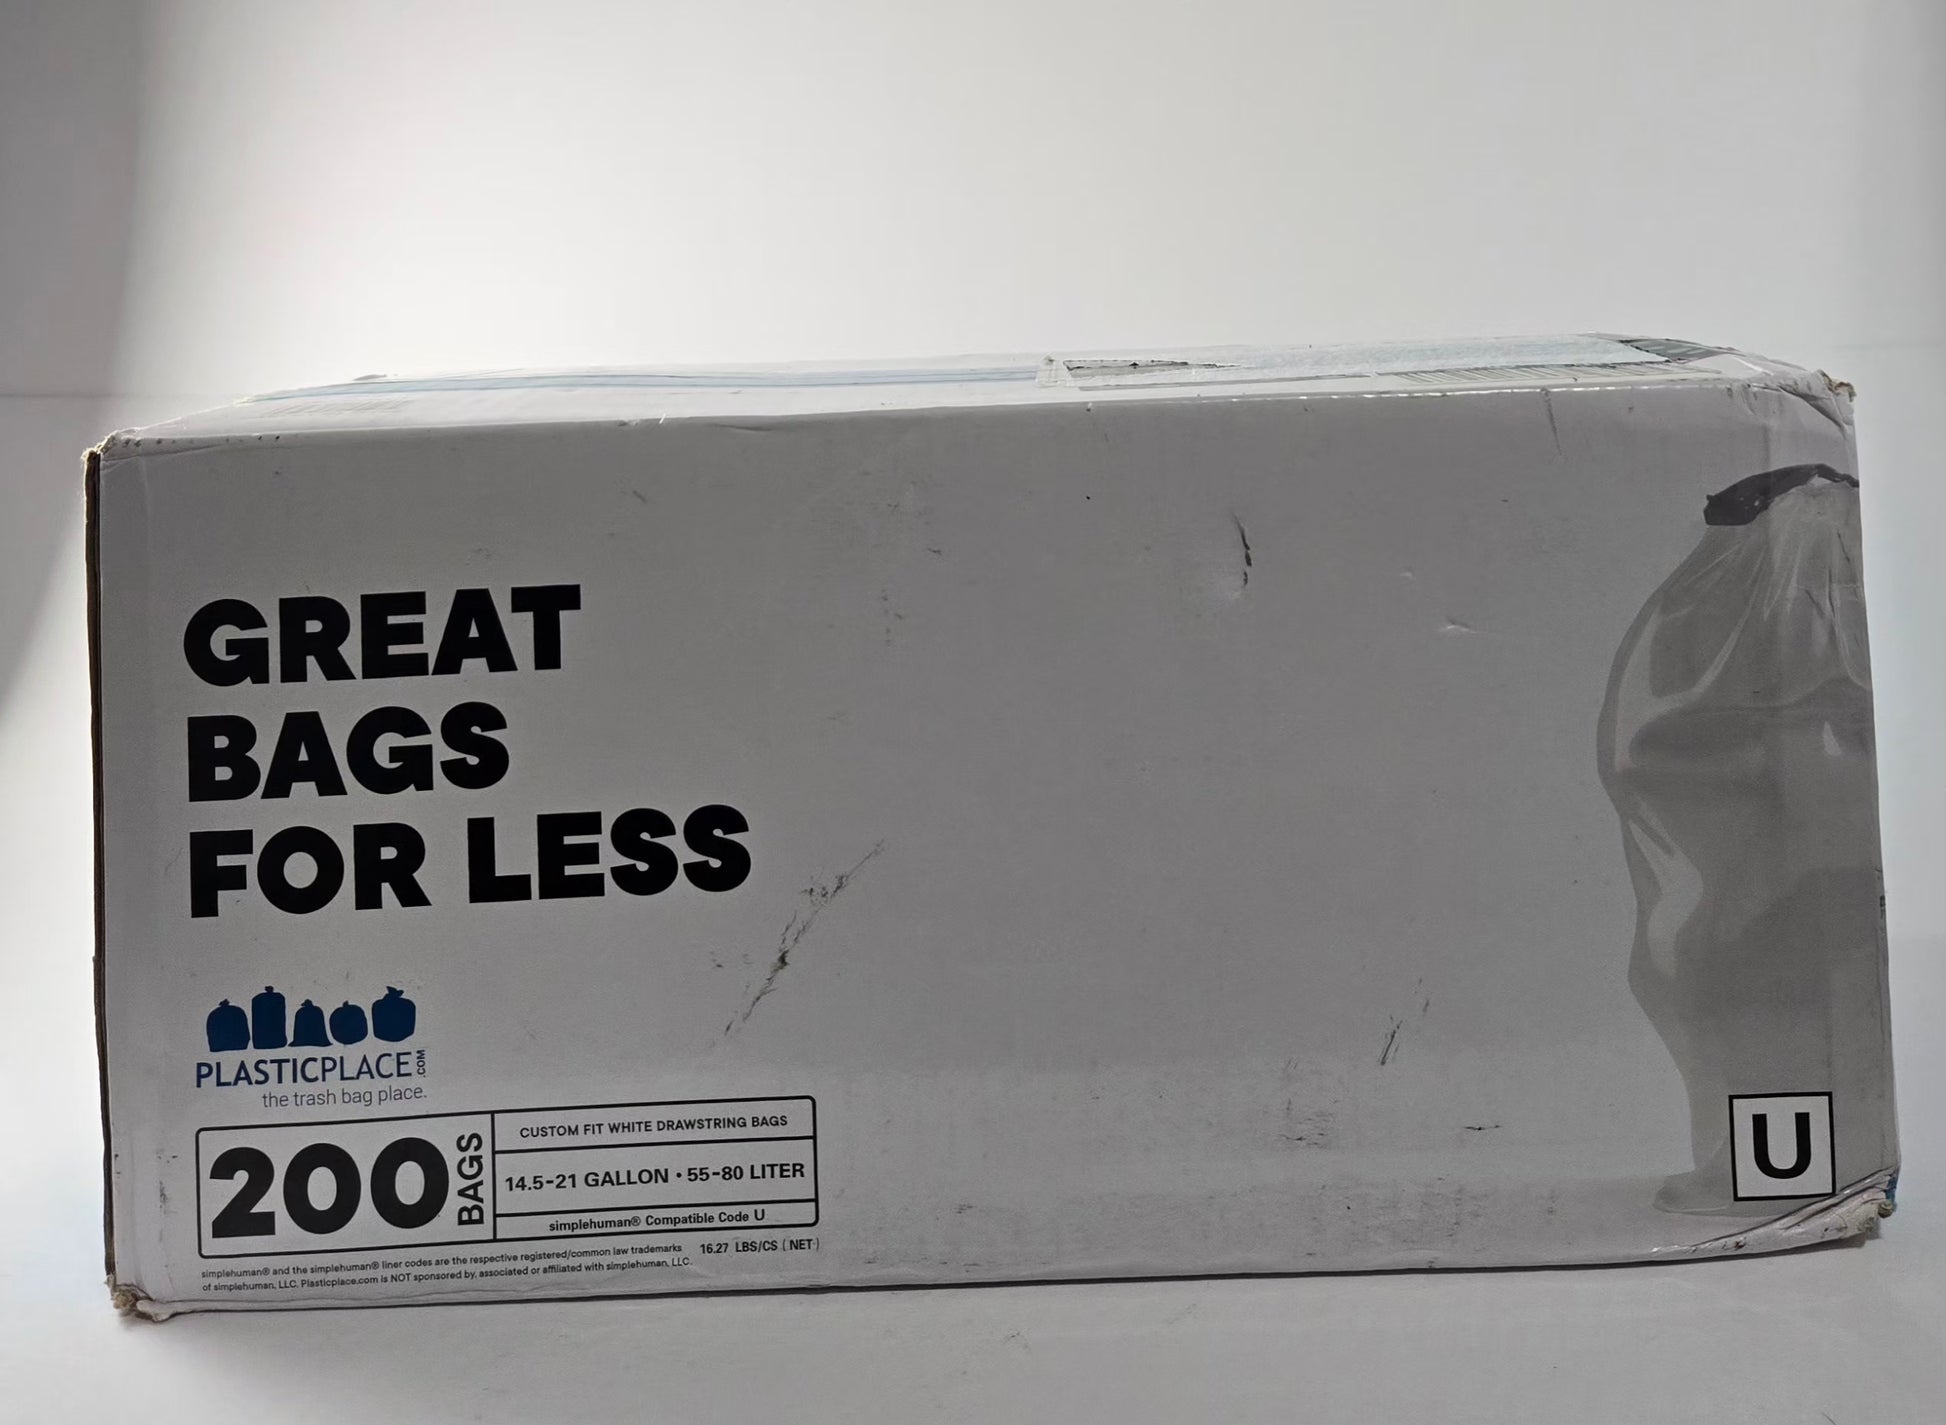 GREAT
BAGS
FOR LESS
PLASTICPLACE.COM
the trash bag place.
200 BAGS
CUSTOM FIT WHITE DRAWSTRING BAGS
14.5-21 GALLON • 55-80 LITER
simplehuman® Compatible Code U
simplehuman® and the simplehuman® liner codes are the respective registered/common law trademarks
of simplehuman, LLC. Plasticplace.com is NOT sponsored by, associated or affiliated with simplehuman, LLC.
16.27 LBS/CS (NET)
U